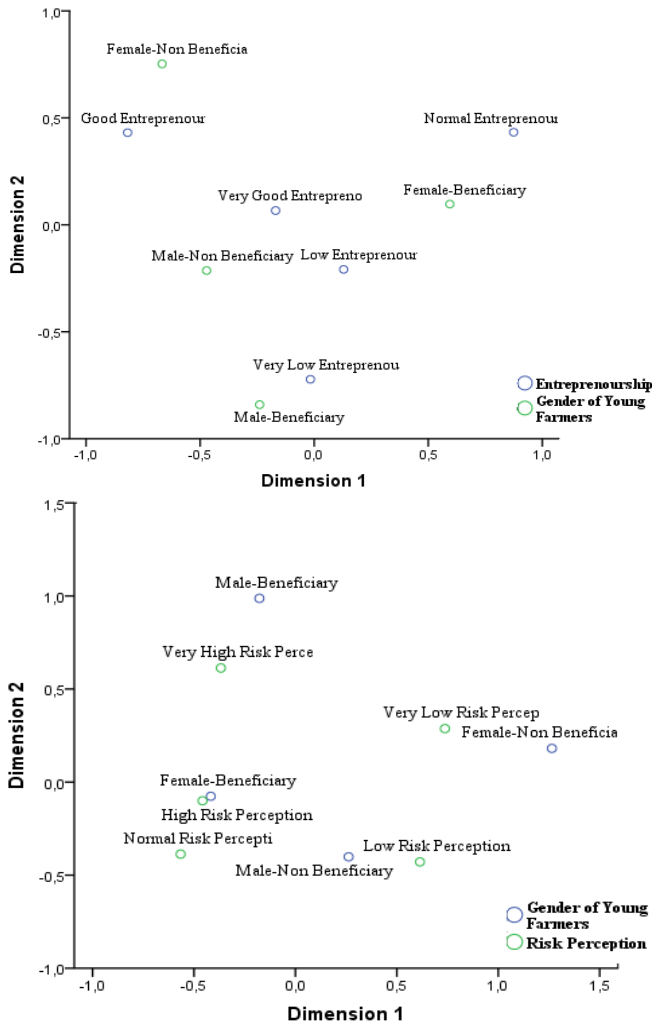 1,0
Female-Non Beneficia
0,5
Good Entreprenour
Normal Entreprenour
Very Good Entrepreno
Female-Beneficiary
Dimension 2
0,0
Male-Non Beneficiary
Low Entreprenour
-0,5
Very Low Entreprenou
Male-Beneficiary
Entreprenourship
Gender of Young
Farmers
-1,0
-1,0
-0,5
0,0
0,5
1,0
Dimension 1
1,5
Male-Beneficiary
1,0
Very High Risk Perce
0,5
Very Low Risk Percep
Female-Non Beneficia
Dimension 2
0,0
Female-Beneficiary
High Risk Perception
Normal Risk Percepti
Low Risk Perception
Male-Non Beneficiary
-0,5
Gender of Young
Farmers
Risk Perception
-1,0
-1,0
-0,5
0,0
0,5
1,0
1,5
Dimension 1